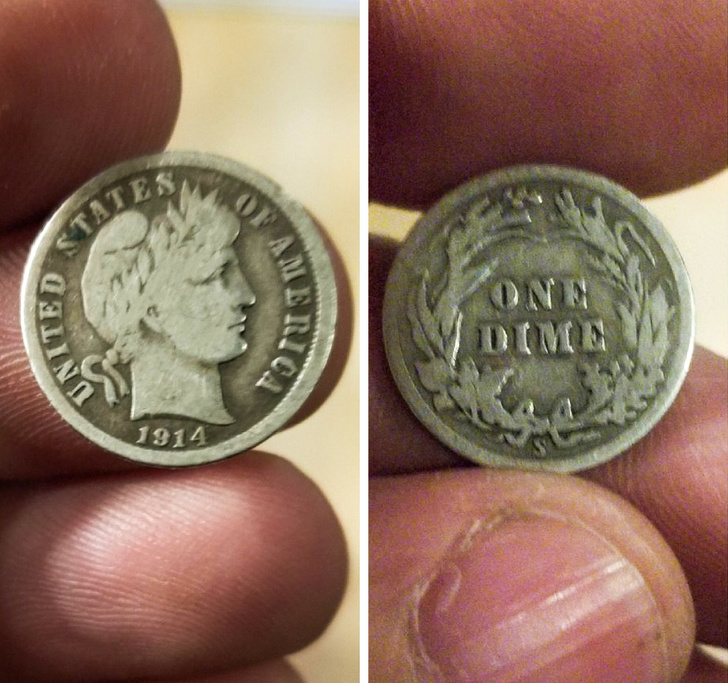 UNITED STATES OF AMERICA
1914
ONE
DIME
S